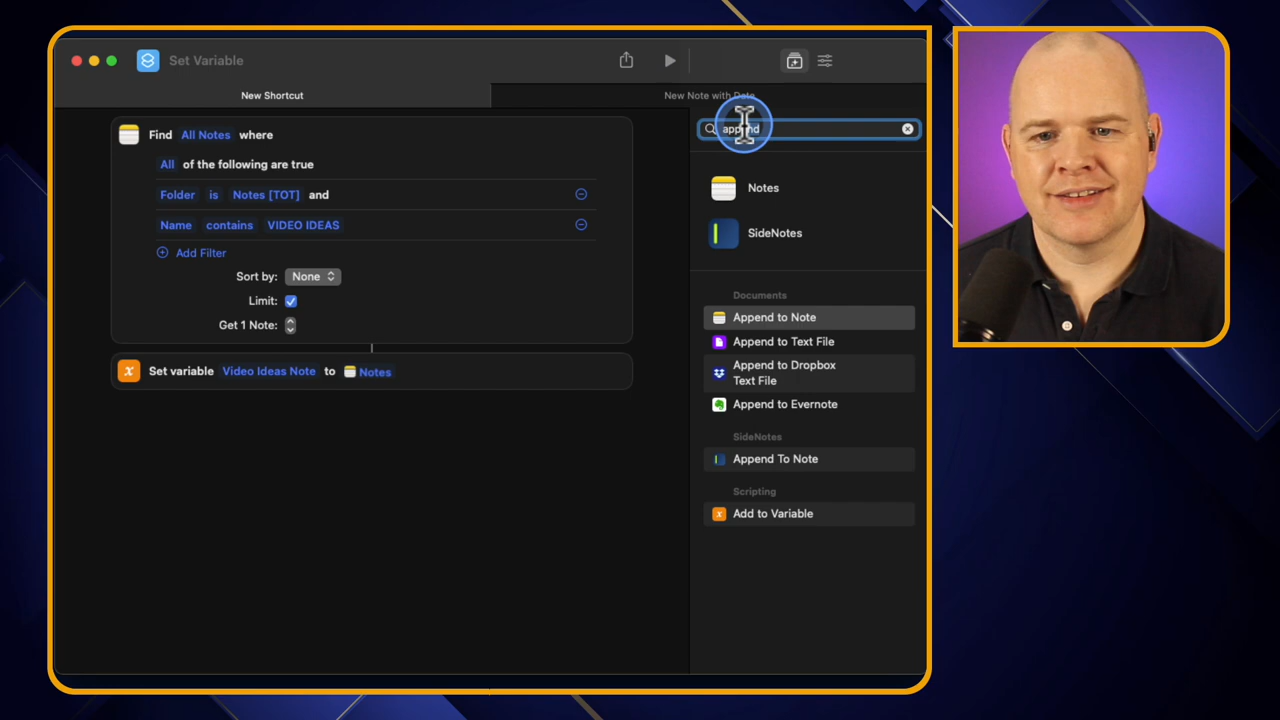 Set Variable
New Shortcut
New Note with Date
Find All Notes where
All of the following are true
Folder is Notes [TOT] and
Name contains VIDEO IDEAS
Add Filter
Sort by: None
Limit:
Get 1 Note:
Set variable Video Ideas Note to Notes
append
Notes
SideNotes
Documents
Append to Note
Append to Text File
Append to Dropbox
Text File
Append to Evernote
SideNotes
Append To Note
Scripting
Add to Variable